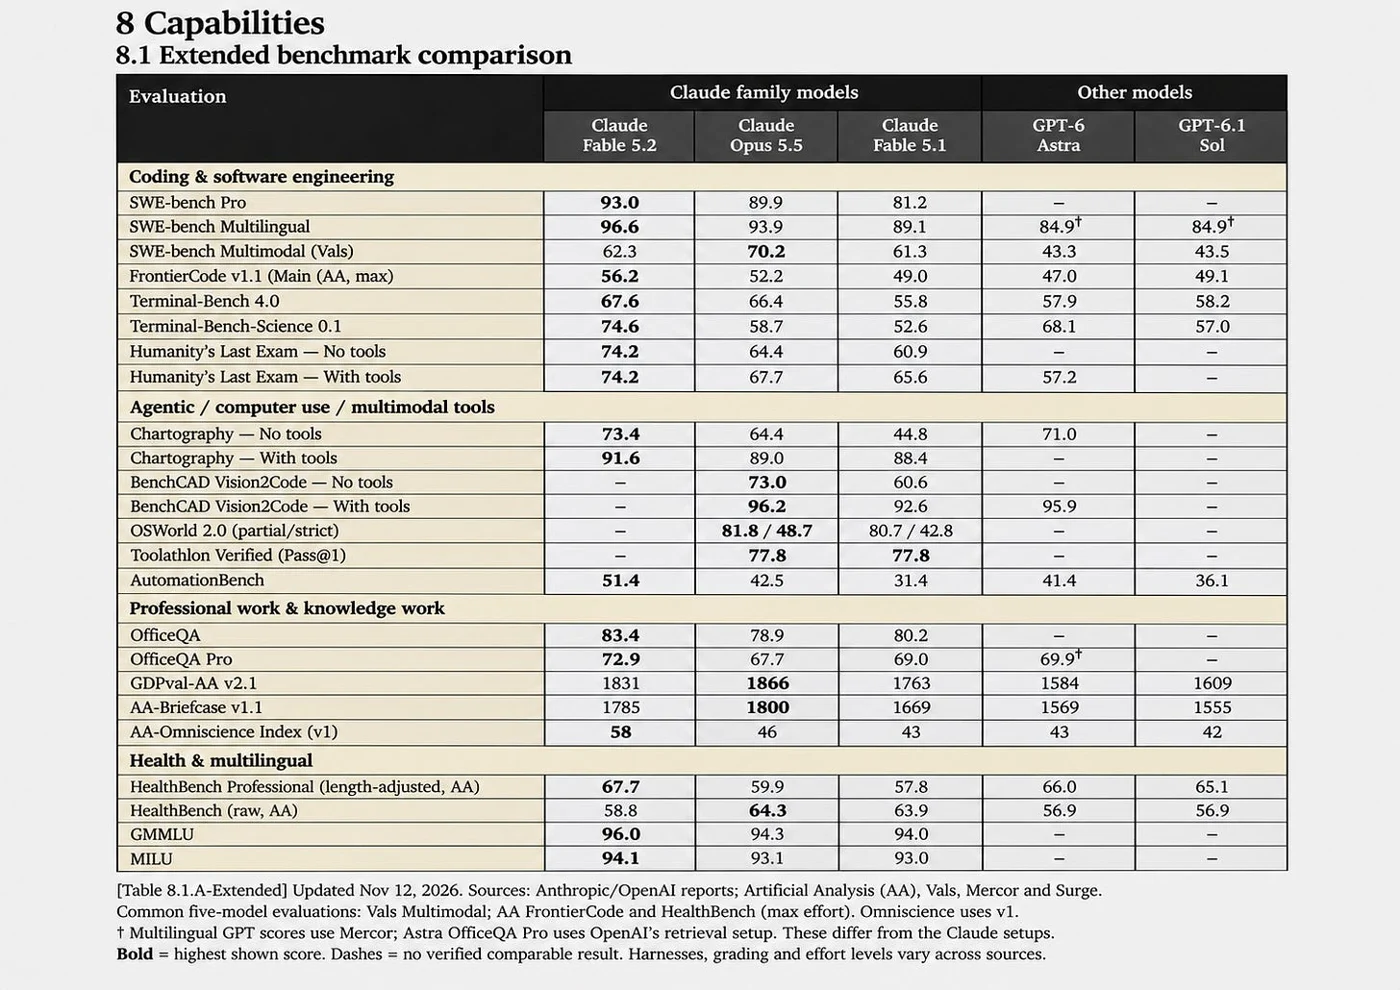 8 Capabilities
8.1 Extended benchmark comparison
Evaluation
Claude family models
Other models
Claude Fable 5.2
Claude Opus 5.5
Claude Fable 5.1
GPT-6 Astra
GPT-6.1 Sol
Coding & software engineering
SWE-bench Pro 93.0 89.9 81.2 – –
SWE-bench Multilingual 96.6 93.9 89.1 84.9† 84.9†
SWE-bench Multimodal (Vals) 62.3 70.2 61.3 43.3 43.5
FrontierCode v1.1 (Main (AA, max) 56.2 52.2 49.0 47.0 49.1
Terminal-Bench 4.0 67.6 66.4 55.8 57.9 58.2
Terminal-Bench-Science 0.1 74.6 58.7 52.6 68.1 57.0
Humanity’s Last Exam — No tools 74.2 64.4 60.9 – –
Humanity’s Last Exam — With tools 74.2 67.7 65.6 57.2 –
Agentic / computer use / multimodal tools
Chartography — No tools 73.4 64.4 44.8 71.0 –
Chartography — With tools 91.6 89.0 88.4 – –
BenchCAD Vision2Code — No tools – 73.0 60.6 – –
BenchCAD Vision2Code — With tools – 96.2 92.6 95.9 –
OSWorld 2.0 (partial/strict) – 81.8 / 48.7 80.7 / 42.8 – –
Toolathlon Verified (Pass@1) – 77.8 77.8 – –
AutomationBench 51.4 42.5 31.4 41.4 36.1
Professional work & knowledge work
OfficeQA 83.4 78.9 80.2 – –
OfficeQA Pro 72.9 67.7 69.0 69.9† –
GDPval-AA v2.1 1831 1866 1763 1584 1609
AA-Briefcase v1.1 1785 1800 1669 1569 1555
AA-Omniscience Index (v1) 58 46 43 43 42
Health & multilingual
HealthBench Professional (length-adjusted, AA) 67.7 59.9 57.8 66.0 65.1
HealthBench (raw, AA) 58.8 64.3 63.9 56.9 56.9
GMMLU 96.0 94.3 94.0 – –
MILU 94.1 93.1 93.0 – –
[Table 8.1.A-Extended] Updated Nov 12, 2026. Sources: Anthropic/OpenAI reports; Artificial Analysis (AA), Vals, Mercor and Surge.
Common five-model evaluations: Vals Multimodal; AA FrontierCode and HealthBench (max effort). Omniscience uses v1.
† Multilingual GPT scores use Mercor; Astra OfficeQA Pro uses OpenAI’s retrieval setup. These differ from the Claude setups.
Bold = highest shown score. Dashes = no verified comparable result. Harnesses, grading and effort levels vary across sources.